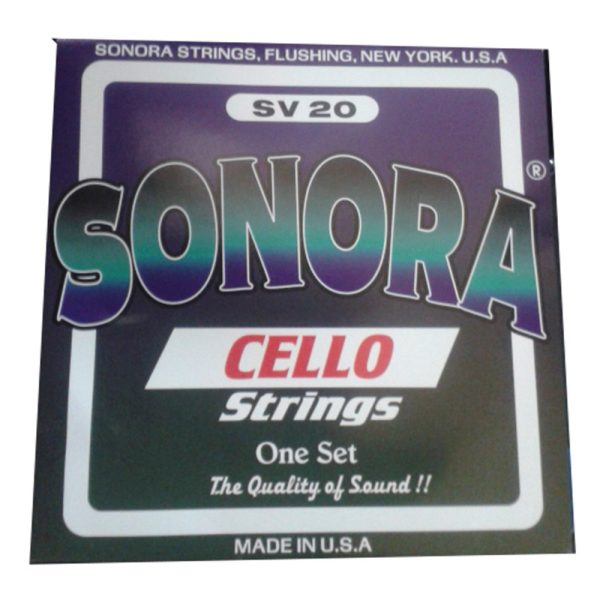 SONORA STRINGS, FLUSHING, NEW YORK. U.S.A
SV 20
SONORA®
CELLO
Strings
One Set
The Quality of Sound !!
MADE IN U.S.A